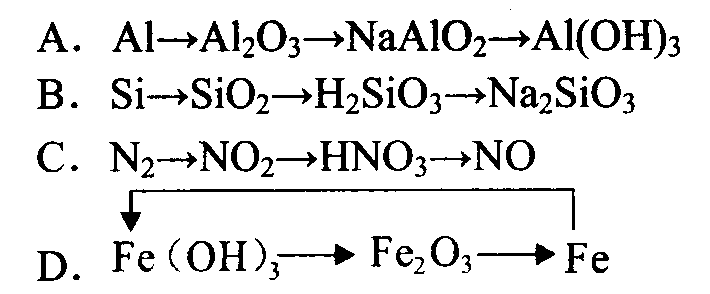 A. Al→Al₂O₃→NaAlO₂→Al(OH)₃
B. Si→SiO₂→H₂SiO₃→Na₂SiO₃
C. N₂→NO₂→HNO₃→NO
D. Fe(OH)₃→Fe₂O₃→Fe